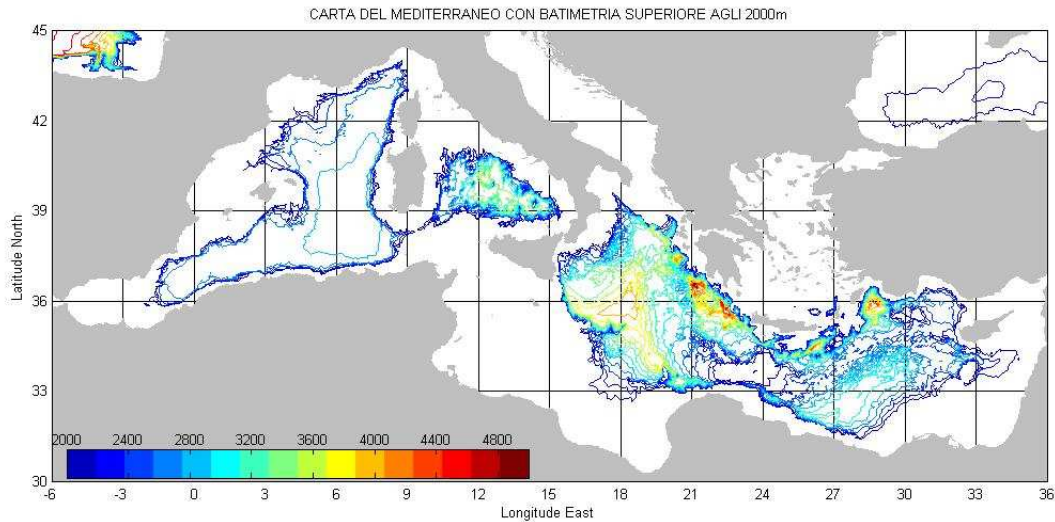 CARTA DEL MEDITERRANEO CON BATIMETRIA SUPERIORE AGLI 2000m
45
42
39
36
33
30
Latitude North
2000 2400 2800 3200 3600 4000 4400 4800
-6 -3 0 3 6 9 12 15 18 21 24 27 30 33 36
Longitude East